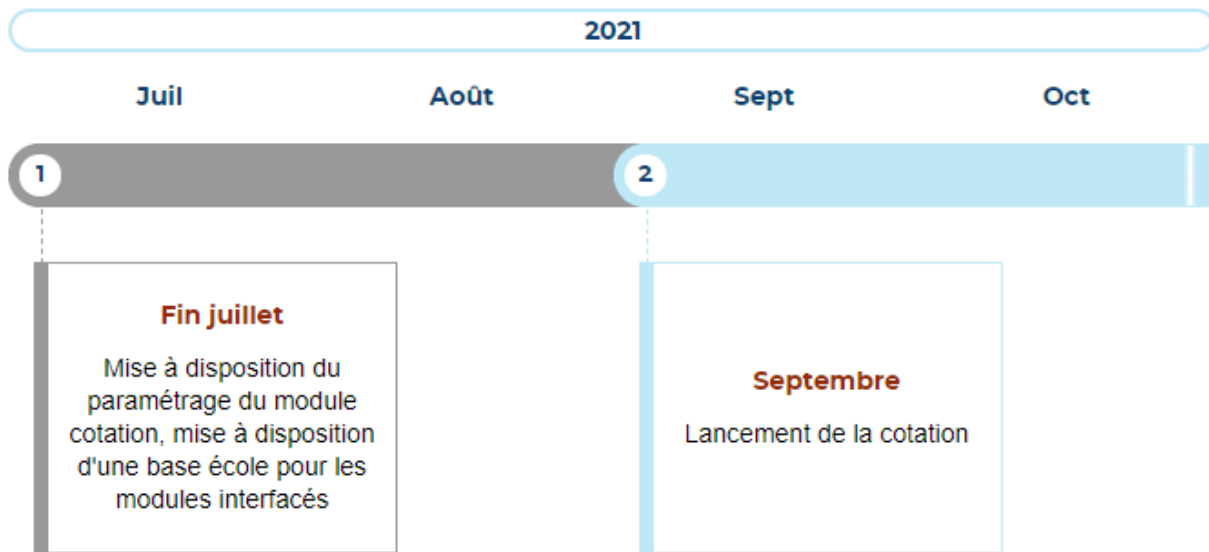 2021
Juil
Août
Sept
Oct
1
2
Fin juillet
Mise à disposition du
paramétrage du module
cotation, mise à disposition
d'une base école pour les
modules interfacés
Septembre
Lancement de la cotation